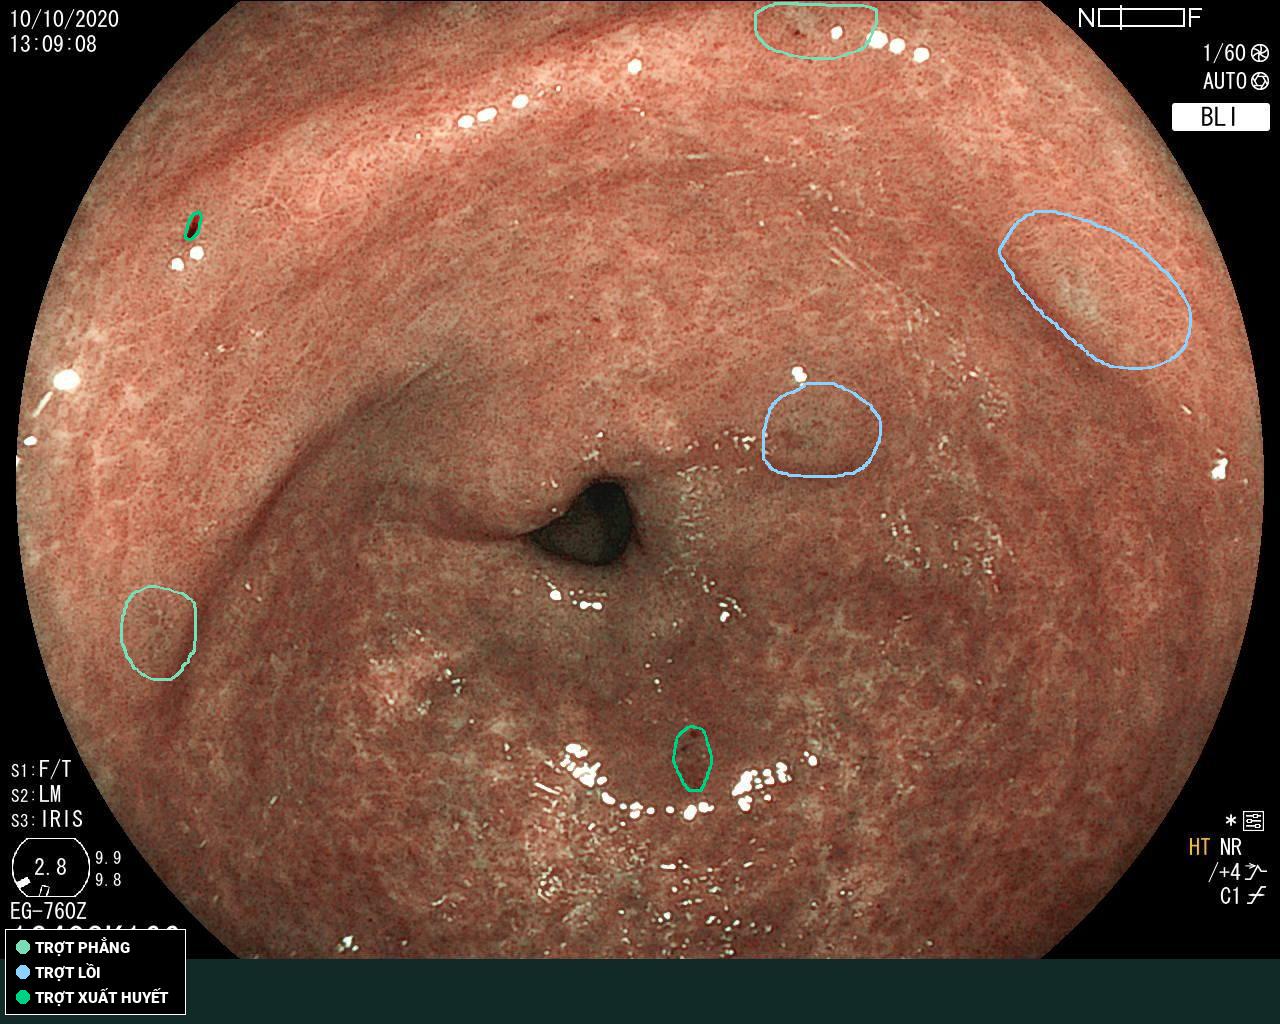 10/10/2020
13:09:08
N F
1/60
AUTO
BLI
S1:F/T
S2:LM
S3:IRIS
2.8 9.9
9.8
EG-760Z
* 
HT NR
/+4
C1
TRỢT PHẲNG
TRỢT LỒI
TRỢT XUẤT HUYẾT